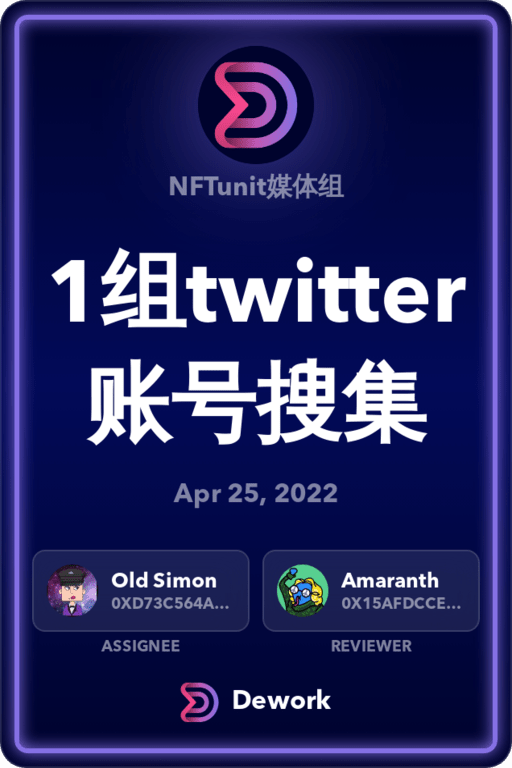 NFTunit媒体组
1组twitter
账号搜集
Apr 25, 2022
Old Simon
0XD73C564A...
ASSIGNEE
Amaranth
0X15AFDCCE...
REVIEWER
Dework